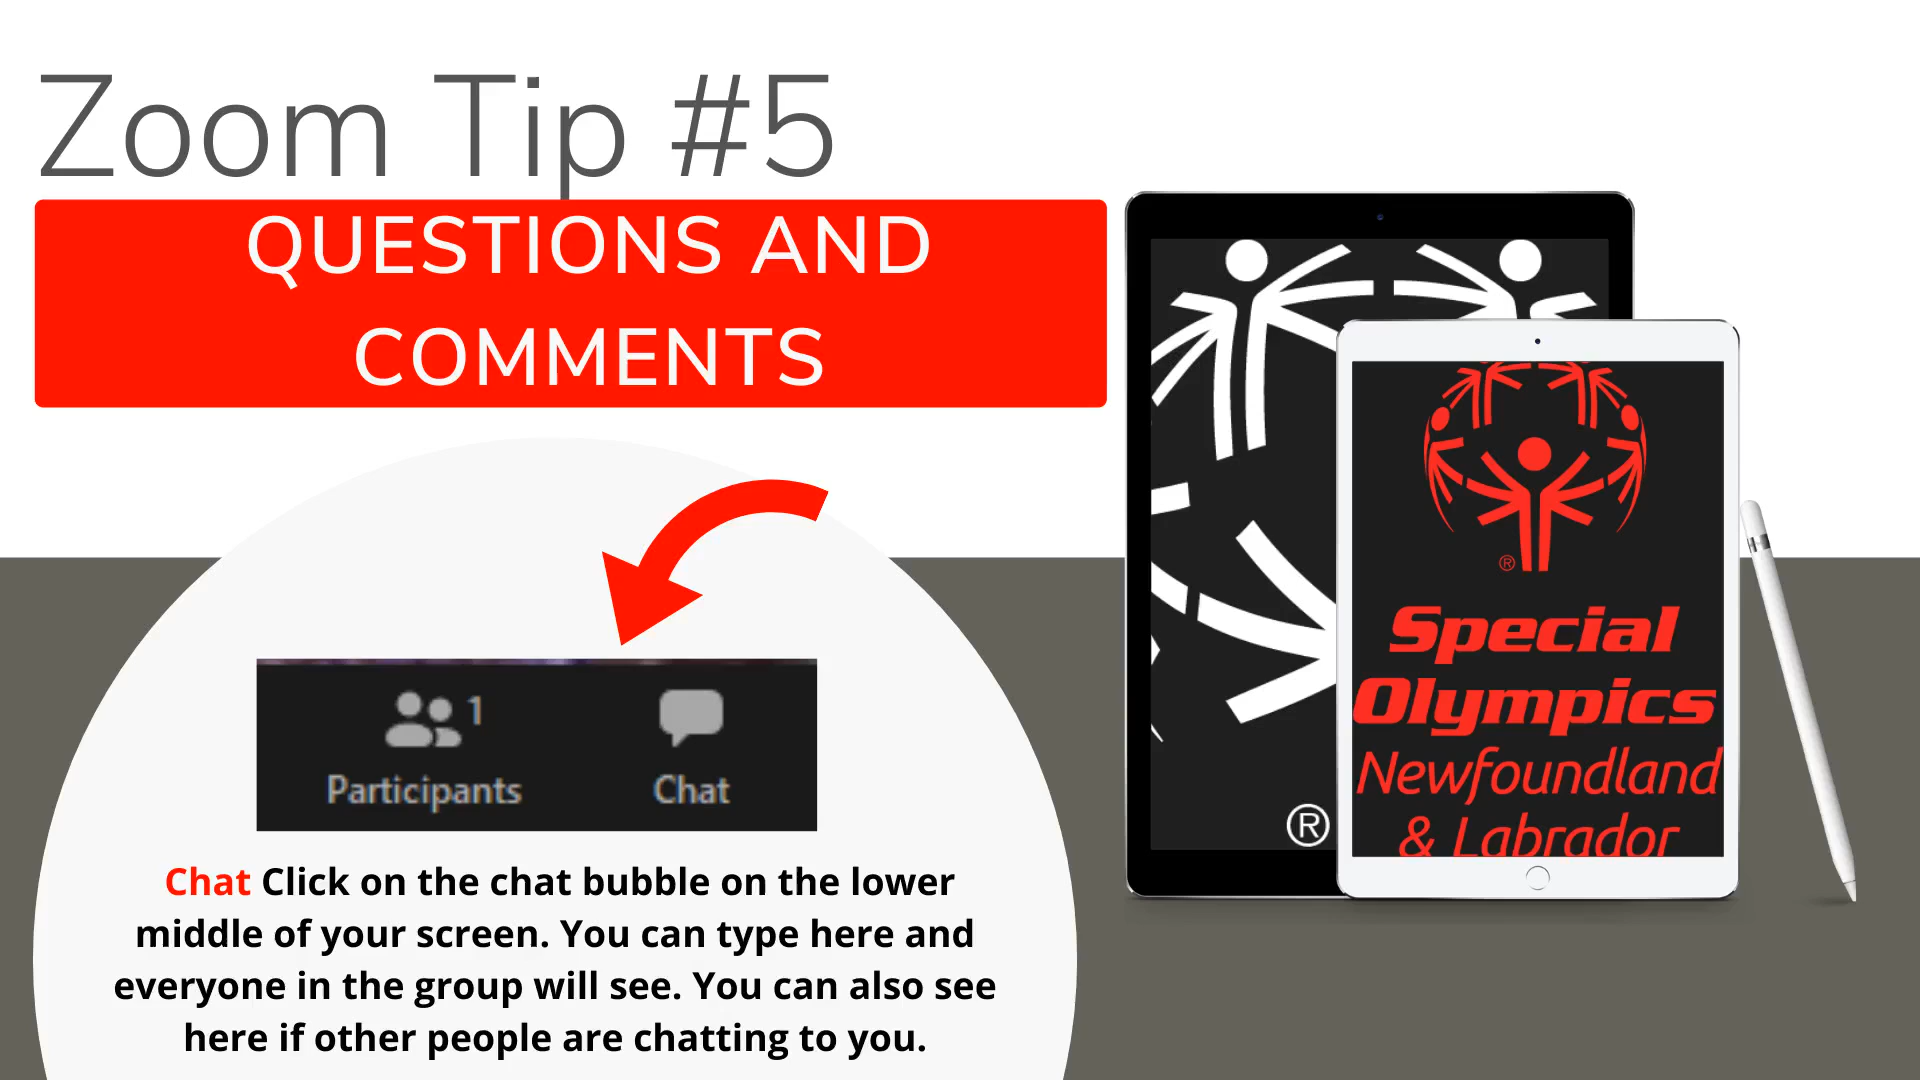 Zoom Tip #5
QUESTIONS AND
COMMENTS
1
Participants
Chat
Chat Click on the chat bubble on the lower
middle of your screen. You can type here and
everyone in the group will see. You can also see
here if other people are chatting to you.
®
®
Special
Olympics
Newfoundland
& Labrador